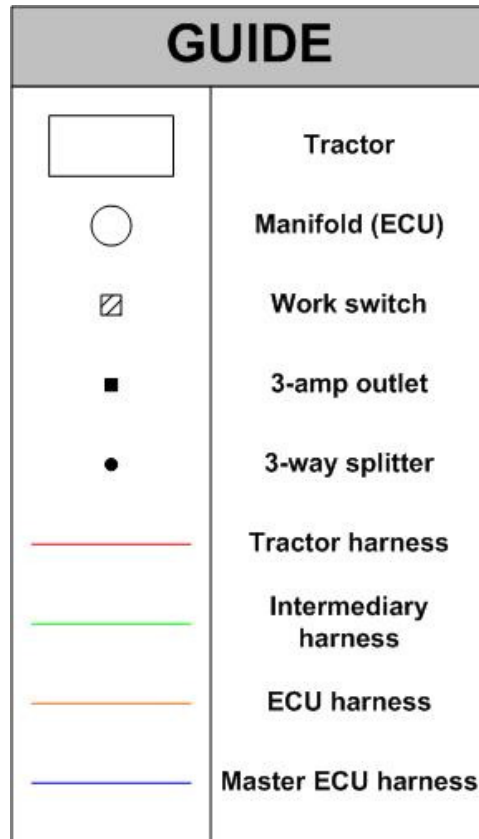 GUIDE
Tractor
Manifold (ECU)
Work switch
3-amp outlet
3-way splitter
Tractor harness
Intermediary
harness
ECU harness
Master ECU harness